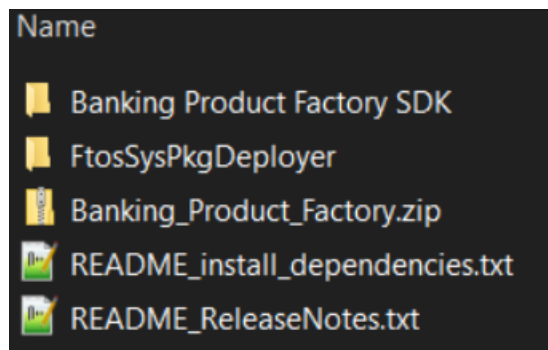 Name
Banking Product Factory SDK
FtosSysPkgDeployer
Banking_Product_Factory.zip
README_install_dependencies.txt
README_ReleaseNotes.txt